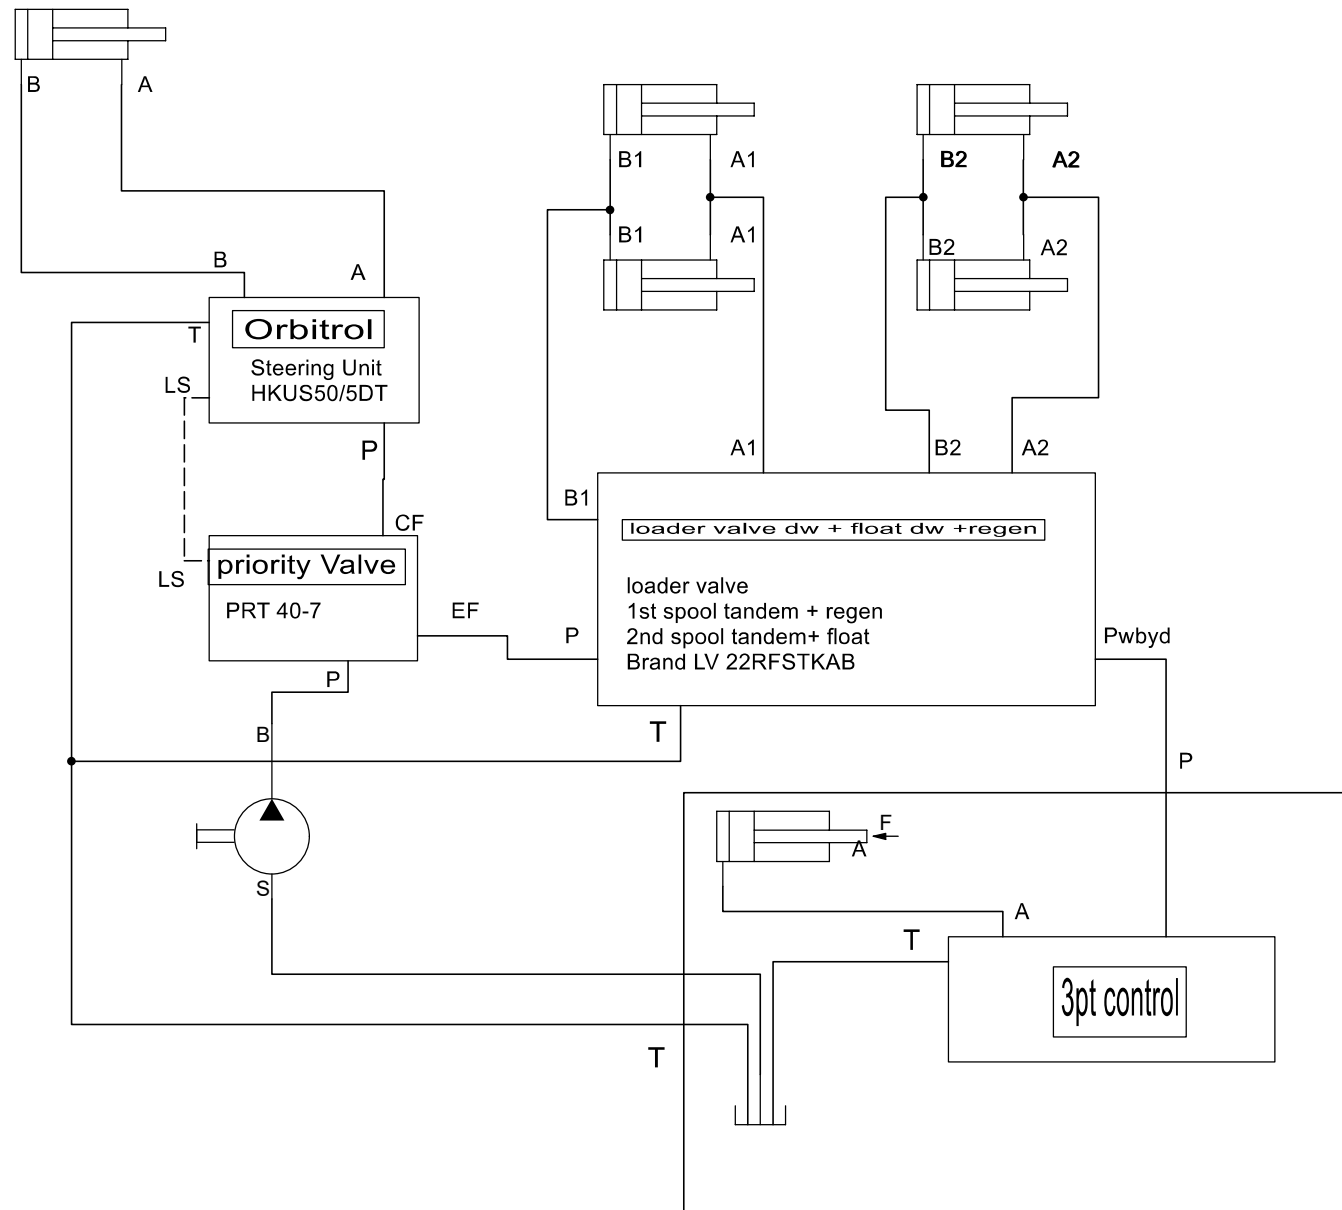 B
A
B1
A1
B2
A2
B1
A1
B2
A2
B
A
Orbitrol
T
Steering Unit
HKUS50/5DT
LS
P
A1
B2
A2
B1
CF
loader valve dw + float dw +regen
priority Valve
LS
PRT 40-7
EF
loader valve
1st spool tandem + regen
2nd spool tandem+ float
Brand LV 22RFSTKAB
P
Pwbyd
P
B
T
P
F
A
S
A
T
3pt control
T